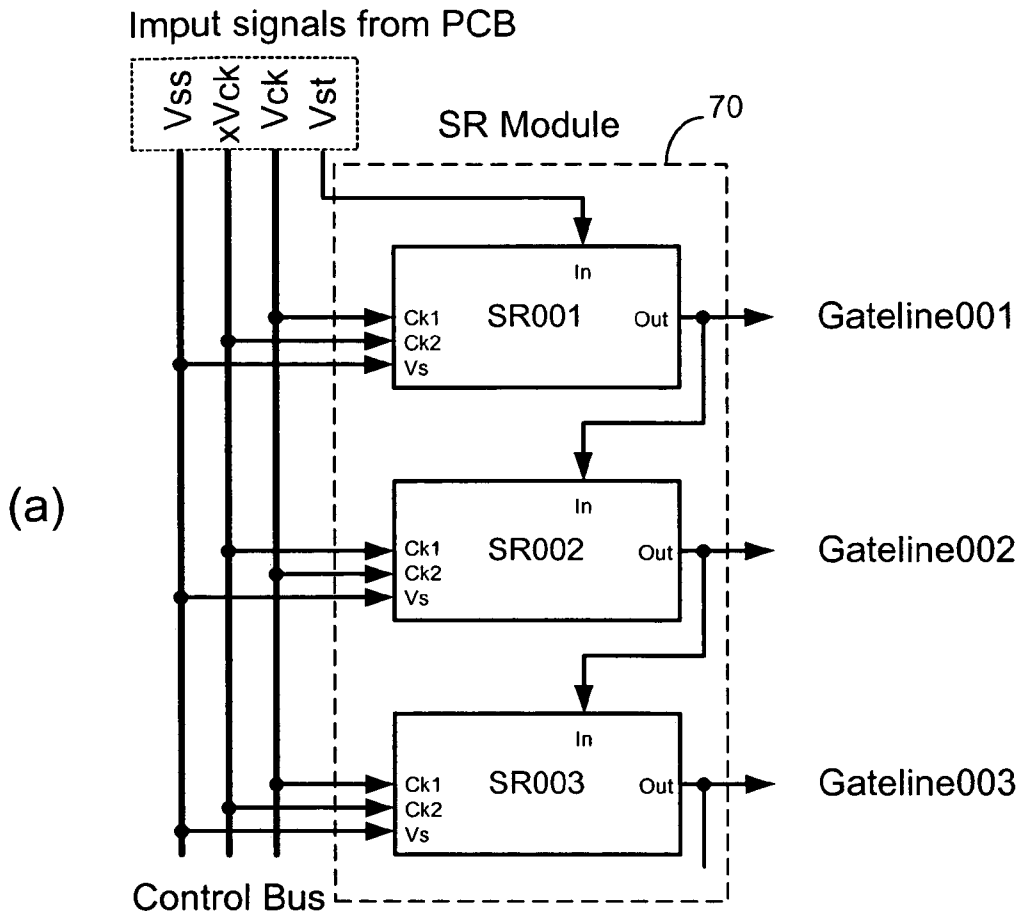 Imput signals from PCB
Vss
xVck
Vck
Vst
SR Module
70
In
Ck1
Ck2
Vs
SR001
Out
Gateline001
(a)
In
Ck1
Ck2
Vs
SR002
Out
Gateline002
In
Ck1
Ck2
Vs
SR003
Out
Gateline003
Control Bus